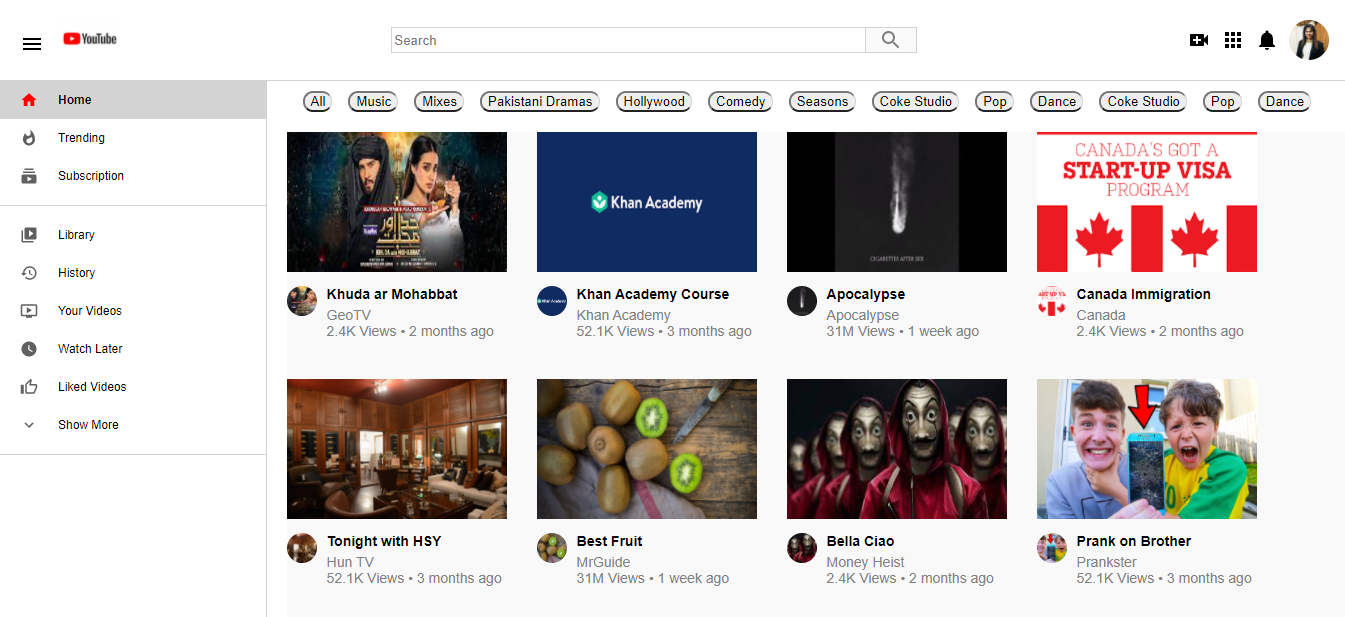 YouTube
Search
Home
Trending
Subscription
Library
History
Your Videos
Watch Later
Liked Videos
Show More
All Music Mixes Pakistani Dramas Hollywood Comedy Seasons Coke Studio Pop Dance Coke Studio Pop Dance
خدا اور
محبت
Khan Academy
CIGARETTES AFTER SEX
CANADA'S GOT A
START-UP VISA
PROGRAM
Khuda ar Mohabbat
GeoTV
2.4K Views • 2 months ago
Khan Academy Course
Khan Academy
52.1K Views • 3 months ago
Apocalypse
Apocalypse
31M Views • 1 week ago
Canada Immigration
Canada
2.4K Views • 2 months ago
Tonight with HSY
Hun TV
52.1K Views • 3 months ago
Best Fruit
MrGuide
31M Views • 1 week ago
Bella Ciao
Money Heist
2.4K Views • 2 months ago
Prank on Brother
Prankster
52.1K Views • 3 months ago